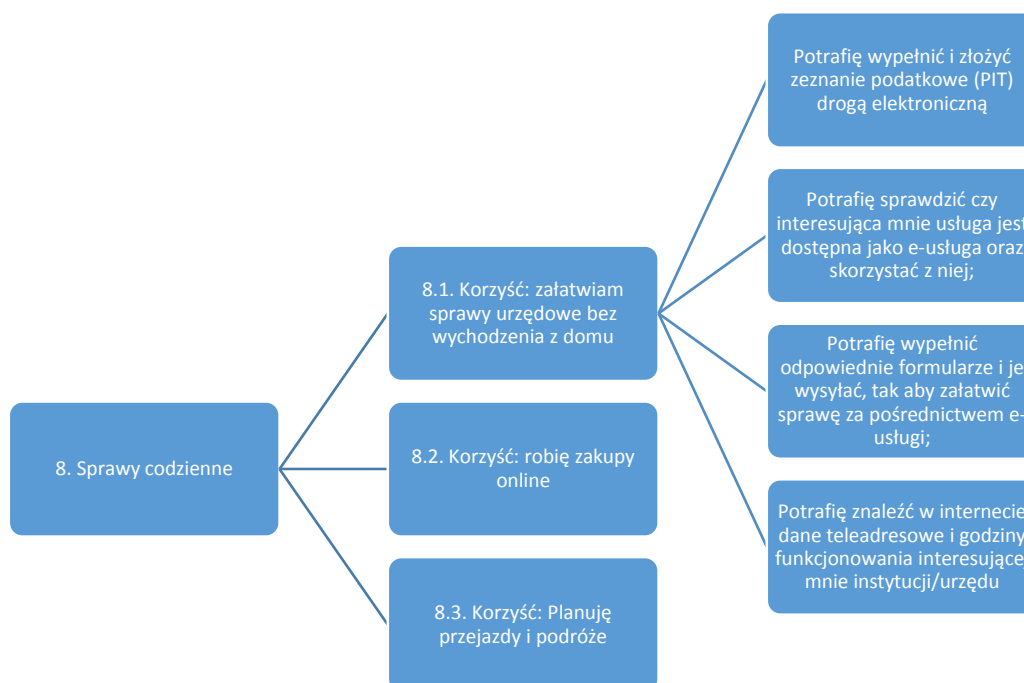 8. Sprawy codzienne
8.1. Korzyść: załatwiam
sprawy urzędowe bez
wychodzenia z domu
8.2. Korzyść: robię zakupy
online
8.3. Korzyść: Planuję
przejazdy i podróże
Potrafię wypełnić i złożyć
zeznanie podatkowe (PIT)
drogą elektroniczną
Potrafię sprawdzić czy
interesująca mnie usługa jest
dostępna jako e-usługa oraz
skorzystać z niej;
Potrafię wypełnić
odpowiednie formularze i je
wysyłać, tak aby załatwić
sprawę za pośrednictwem e-
usługi;
Potrafię znaleźć w internecie
dane teleadresowe i godziny
funkcjonowania interesującej
mnie instytucji/urzędu